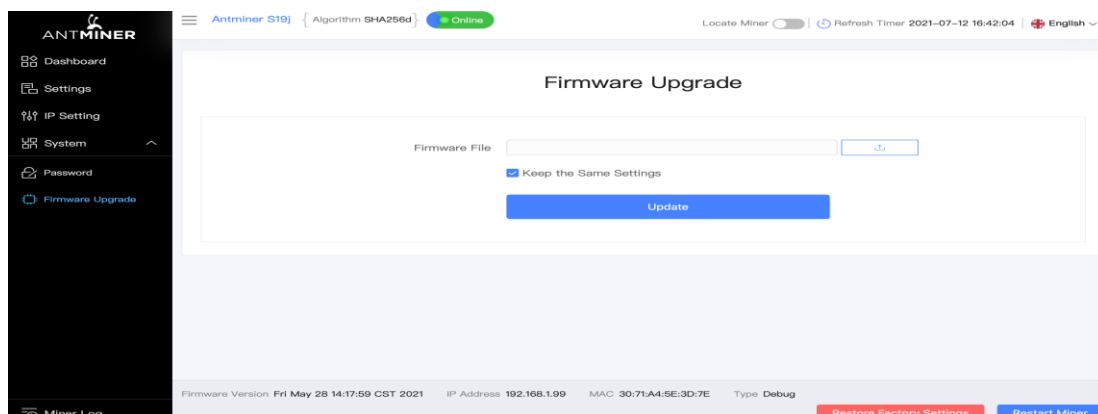 ANTMINER
Dashboard
Settings
IP Setting
System
Password
Firmware Upgrade
Miner Log
Antminer S19j { Algorithm SHA256d } Online
Locate Miner Refresh Timer 2021-07-12 16:42:04 English
Firmware Upgrade
Firmware File
Keep the Same Settings
Update
Firmware Version Fri May 28 14:17:59 CST 2021 IP Address 192.168.1.99 MAC 30:71:A4:5E:3D:7E Type Debug
Restore Factory Settings Restart Miner